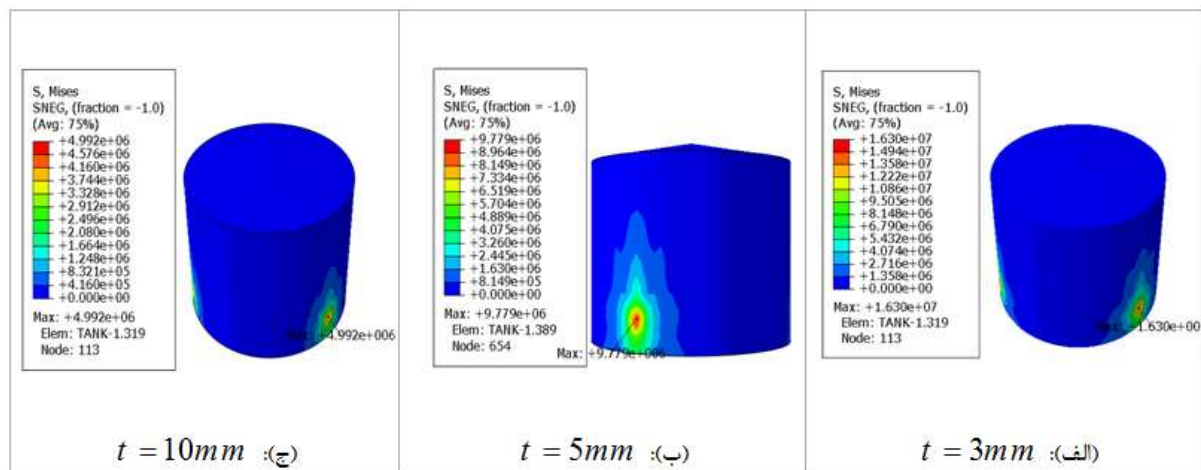 S, Mises
SNEG, (fraction = -1.0)
(Avg: 75%)
+1.630e+07
+1.494e+07
+1.358e+07
+1.222e+07
+1.086e+07
+9.505e+06
+8.148e+06
+6.790e+06
+5.432e+06
+4.074e+06
+2.716e+06
+1.358e+06
+0.000e+00
Max: +1.630e+07
Elem: TANK-1.319
Node: 113
(الف): t = 3mm
S, Mises
SNEG, (fraction = -1.0)
(Avg: 75%)
+9.779e+06
+8.964e+06
+8.149e+06
+7.334e+06
+6.519e+06
+5.704e+06
+4.889e+06
+4.075e+06
+3.260e+06
+2.445e+06
+1.630e+06
+8.149e+05
+0.000e+00
Max: +9.779e+06
Elem: TANK-1.389
Node: 654
Max: +9.779e+006
(ب): t = 5mm
S, Mises
SNEG, (fraction = -1.0)
(Avg: 75%)
+4.992e+06
+4.576e+06
+4.160e+06
+3.744e+06
+3.328e+06
+2.912e+06
+2.496e+06
+2.080e+06
+1.664e+06
+1.248e+06
+8.321e+05
+4.160e+05
+0.000e+00
Max: +4.992e+06
Elem: TANK-1.319
Node: 113
Max: +4.992e+006
(ج): t = 10mm